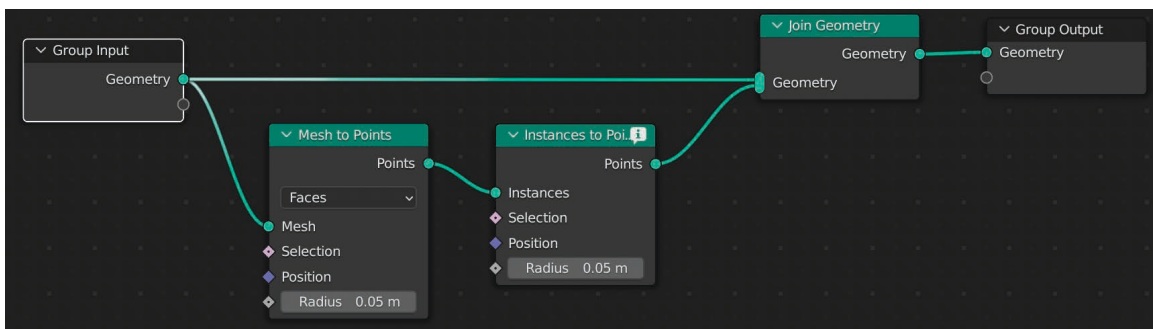 Group Input
Geometry
Mesh to Points
Points
Faces
Mesh
Selection
Position
Radius 0.05 m
Instances to Poi..
Points
Instances
Selection
Position
Radius 0.05 m
Join Geometry
Geometry
Geometry
Group Output
Geometry